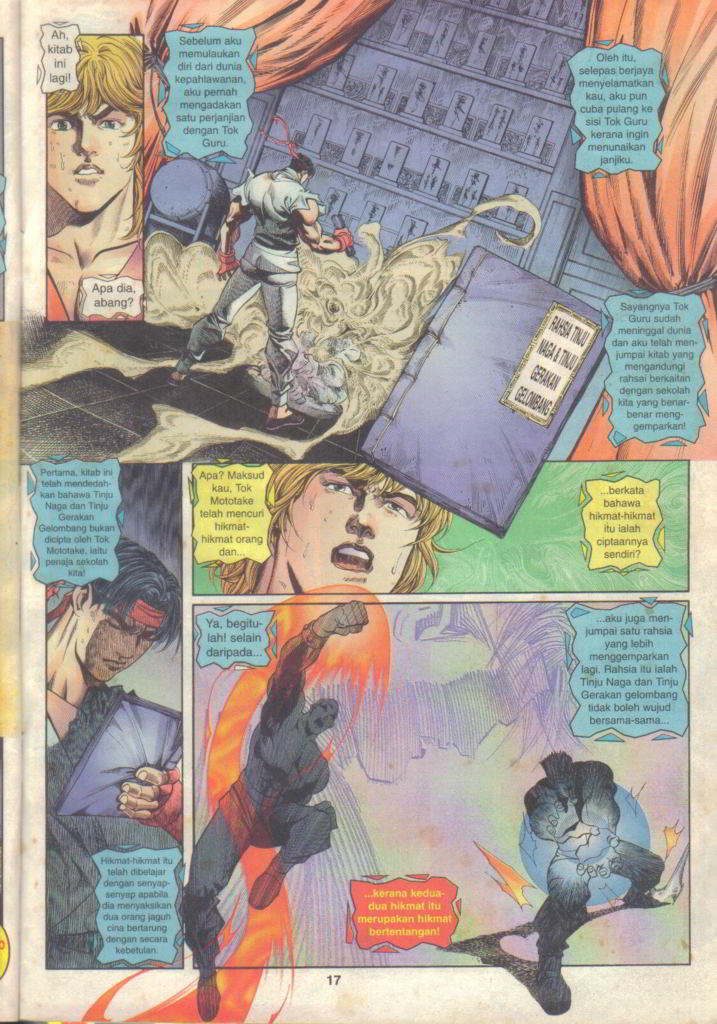 Ah,
kitab
ini
lagi!
Sebelum aku
memulaukan
diri dari dunia
kepahlawanan,
aku pernah
mengadakan
satu perjanjian
dengan Tok
Guru.
Oleh itu,
selepas berjaya
menyelamatkan
kau, aku pun
cuba pulang ke
sisi Tok Guru
kerana ingin
menunaikan
janjiku.
Apa dia,
abang?
RAHSIA TINJU
NAGA & TINJU
GERAKAN
GELOMBANG
Sayangnya Tok
Guru sudah
meninggal dunia
dan aku telah men-
jumpai kitab yang
mengandungi
rahsai berkaitan
dengan sekolah
kita yang benar-
benar meng-
gemparkan!
Pertama, kitab ini
telah mendedah-
kan bahawa Tinju
Naga dan Tinju
Gerakan
Gelombang bukan
dicipta oleh Tok
Mototake, iaitu
penaja sekolah
kita!
Apa? Maksud
kau, Tok
Mototake
telah mencuri
hikmat-
hikmat orang
dan...
...berkata
bahawa
hikmat-hikmat
itu ialah
ciptaannya
sendiri?
Hikmat-hikmat itu
telah dibelajar
dengan senyap-
senyap apabila
dia menyaksikan
dua orang jaguh
cina bertarung
dengan secara
kebetulan.
Ya, begitu-
lah! selain
daripada...
...aku juga men-
jumpai satu rahsia
yang lebih
menggemparkan
lagi. Rahsia itu ialah
Tinju Naga dan Tinju
Gerakan gelombang
tidak boleh wujud
bersama-sama...
...kerana kedua-
dua hikmat itu
merupakan hikmat
bertentangan!
17